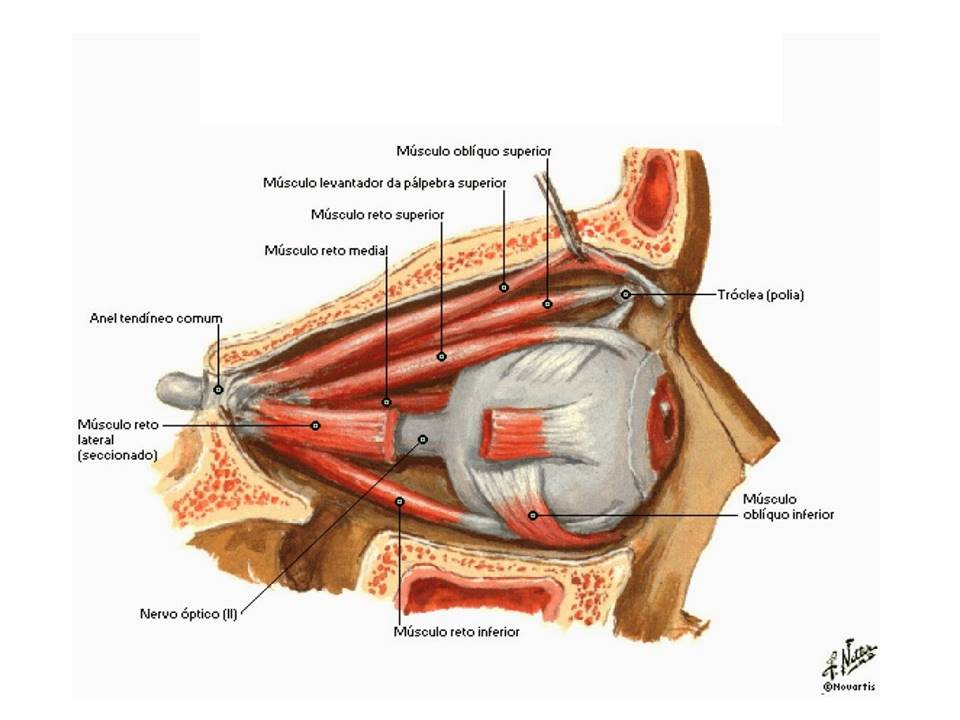 Músculo oblíquo superior
Músculo levantador da pálpebra superior
Músculo reto superior
Músculo reto medial
Tróclea (polia)
Anel tendíneo comum
Músculo reto
lateral
(seccionado)
Músculo
oblíquo inferior
Nervo óptico (II)
Músculo reto inferior
©Novartis